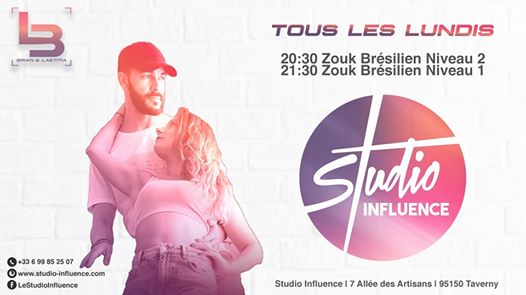 LB
BRIAN & LAETITIA
TOUS LES LUNDIS
20:30 Zouk Brésilien Niveau 2
21:30 Zouk Brésilien Niveau 1
Studio
INFLUENCE
+33 6 99 85 25 07
www.studio-influence.com
LeStudioInfluence
Studio Influence I 7 Allée des Artisans I 95150 Taverny